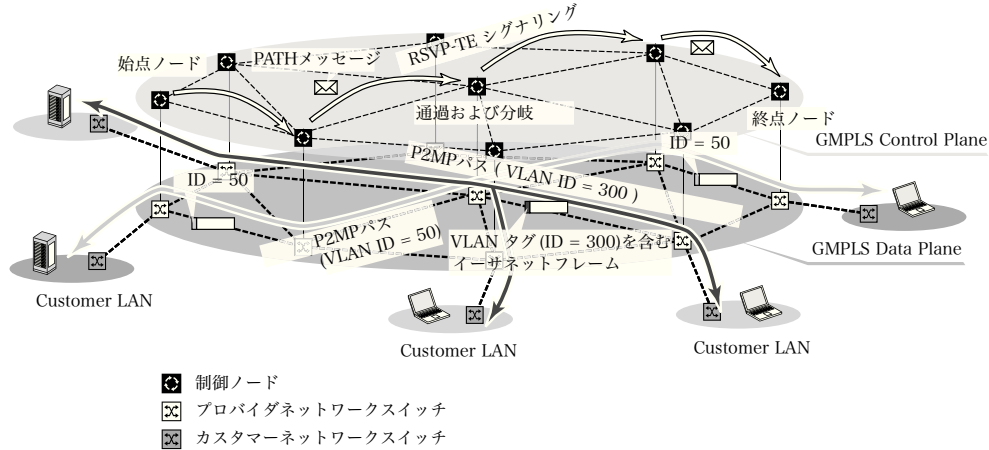 RSVP-TE シグナリング
始点ノード
PATHメッセージ
通過および分岐
終点ノード
GMPLS Control Plane
P2MPパス ( VLAN ID = 300 )
ID = 50
ID = 50
P2MPパス
(VLAN ID = 50)
VLAN タグ (ID = 300)を含む
イーサネットフレーム
GMPLS Data Plane
Customer LAN
Customer LAN
Customer LAN
制御ノード
プロバイダネットワークスイッチ
カスタマーネットワークスイッチ